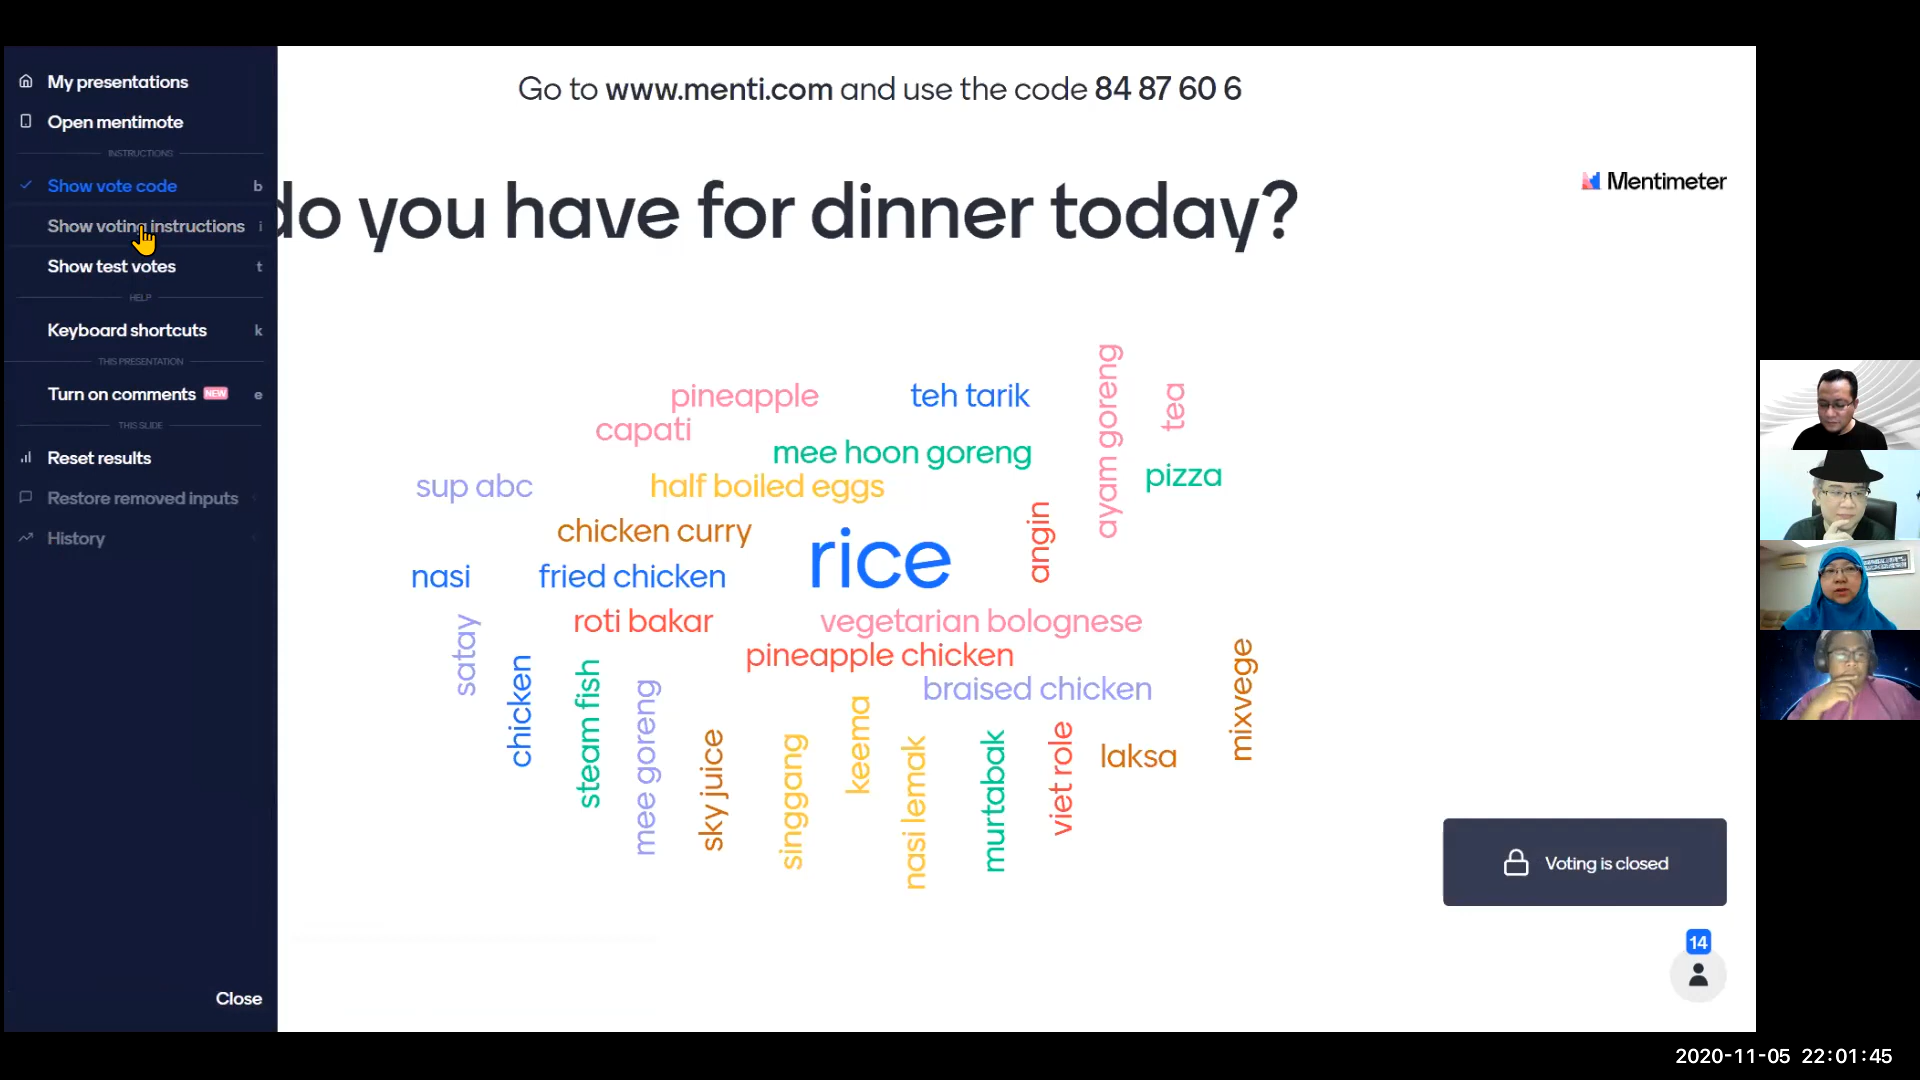 My presentations
Open mentimote
INSTRUCTIONS
Show vote code b
Show voting instructions i
Show test votes t
HELP
Keyboard shortcuts k
THIS PRESENTATION
Turn on comments NEW e
THIS SLIDE
Reset results
Restore removed inputs
History
Close
Go to www.menti.com and use the code 84 87 60 6
do you have for dinner today?
Mentimeter
pineapple
teh tarik
ayam goreng
tea
capati
mee hoon goreng
pizza
sup abc
half boiled eggs
chicken curry
rice
angin
nasi
fried chicken
roti bakar
vegetarian bolognese
satay
pineapple chicken
chicken
steam fish
mee goreng
braised chicken
mixvege
sky juice
singgang
keema
nasi lemak
murtabak
viet role
laksa
Voting is closed
14
2020-11-05 22:01:45